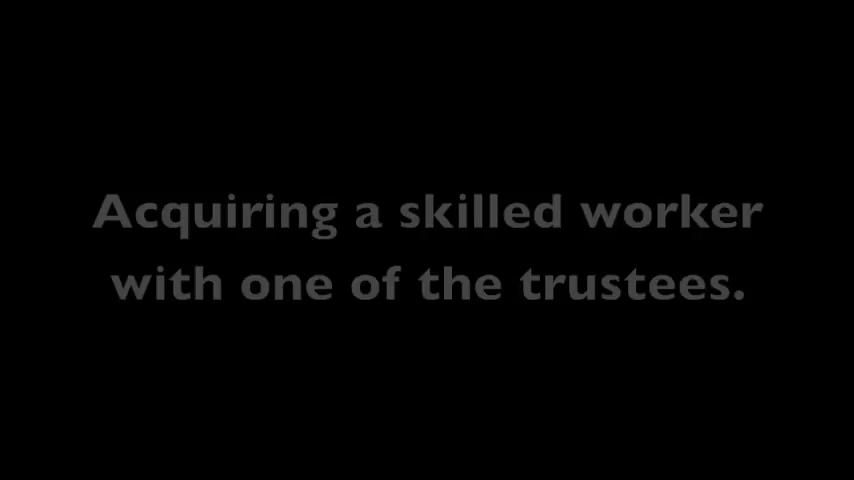 Acquiring a skilled worker
with one of the trustees.